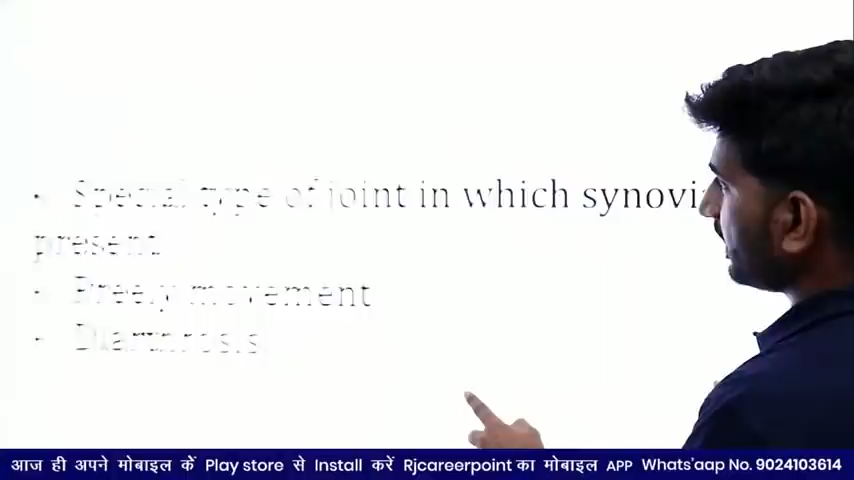 - Special type of joint in which synovi
present
- Freely movement
- Diarthrosis
आज ही अपने मोबाइल में Play store से Install करें Rjcareerpoint का मोबाइल APP Whats'aap No. 9024103614